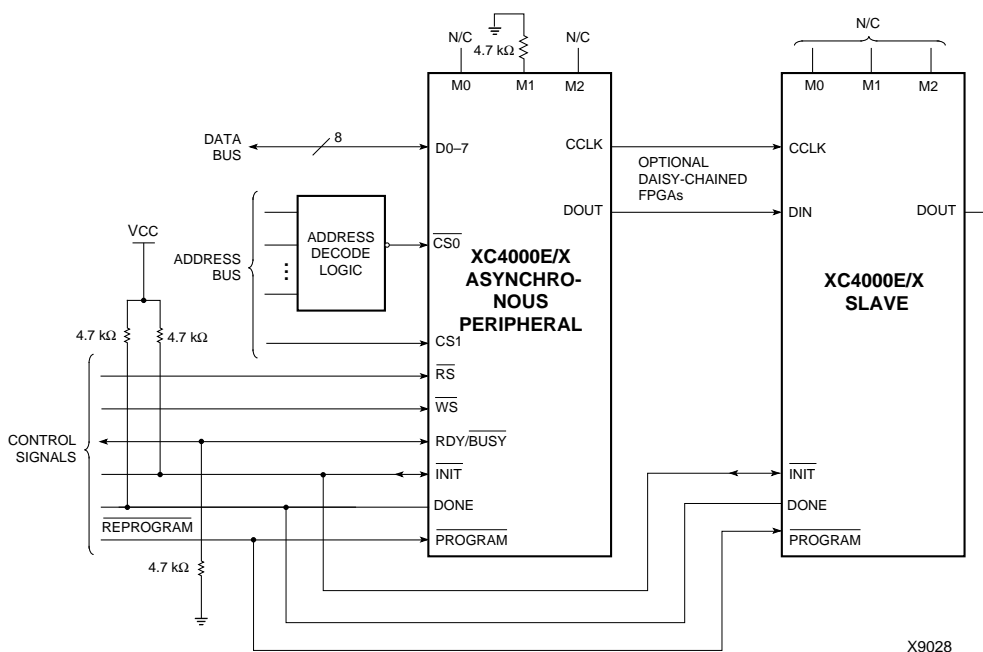 N/C
4.7 kΩ
N/C
N/C
M0
M1
M2
M0
M1
M2
DATA
BUS
8
D0–7
CCLK
CCLK
OPTIONAL
DAISY-CHAINED
FPGAs
DOUT
DIN
DOUT
VCC
ADDRESS
BUS
ADDRESS
DECODE
LOGIC
CS0
XC4000E/X
ASYNCHRO-
NOUS
PERIPHERAL
XC4000E/X
SLAVE
4.7 kΩ
4.7 kΩ
CS1
RS
WS
CONTROL
SIGNALS
RDY/BUSY
INIT
INIT
DONE
DONE
REPROGRAM
PROGRAM
PROGRAM
4.7 kΩ
X9028